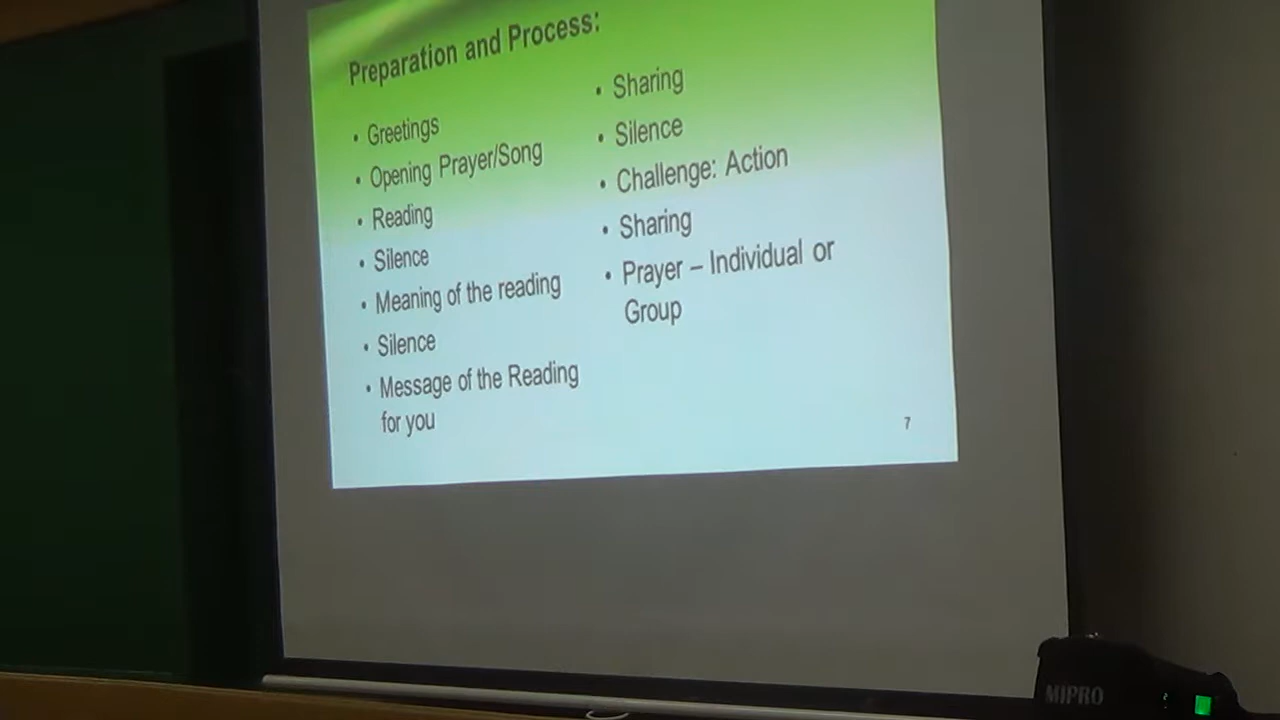 Preparation and Process:
• Greetings
• Opening Prayer/Song
• Reading
• Silence
• Meaning of the reading
• Silence
• Message of the Reading
for you
• Sharing
• Silence
• Challenge: Action
• Sharing
• Prayer – Individual or
Group
7
MIPRO